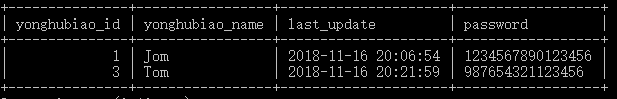 yonghubiao_id | yonghubiao_name | last_update | password
1 | Jom | 2018-11-16 20:06:54 | 1234567890123456
3 | Tom | 2018-11-16 20:21:59 | 987654321123456